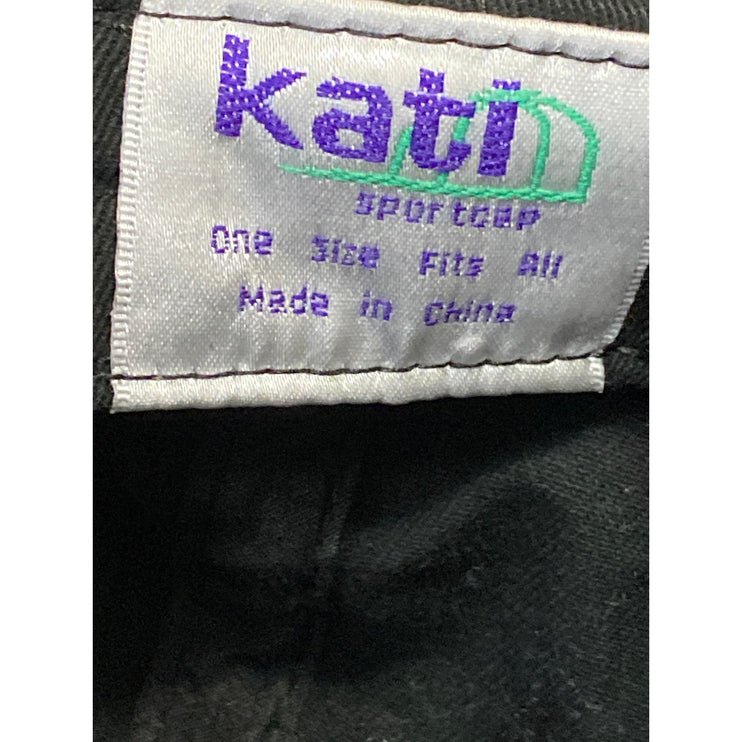 kati
sportcap
One Size Fits All
Made in China